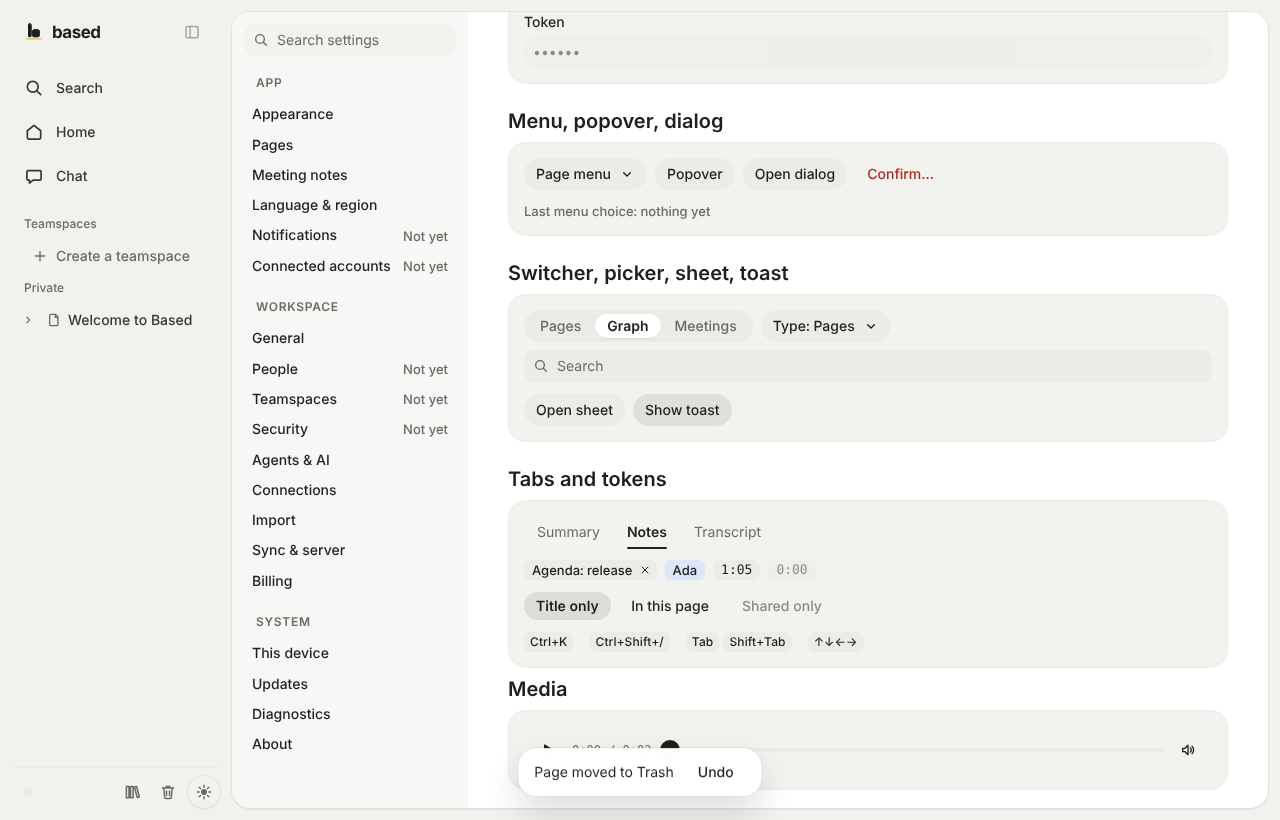 based
Search
Home
Chat
Teamspaces
Create a teamspace
Private
Welcome to Based
Search settings
APP
Appearance
Pages
Meeting notes
Language & region
Notifications Not yet
Connected accounts Not yet
WORKSPACE
General
People Not yet
Teamspaces Not yet
Security Not yet
Agents & AI
Connections
Import
Sync & server
Billing
SYSTEM
This device
Updates
Diagnostics
About
Token
••••••
Menu, popover, dialog
Page menu Popover Open dialog Confirm...
Last menu choice: nothing yet
Switcher, picker, sheet, toast
Pages Graph Meetings Type: Pages
Search
Open sheet Show toast
Tabs and tokens
Summary Notes Transcript
Agenda: release × Ada 1:05 0:00
Title only In this page Shared only
Ctrl+K Ctrl+Shift+/ Tab Shift+Tab ↑↓←→
Media
Page moved to Trash Undo